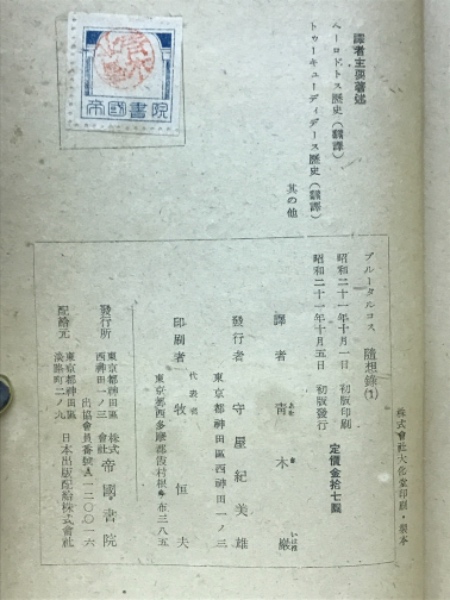 帝國書院
譯者主要著述
ヘーロドトス歷史（飜譯）
トゥーキューディデース歷史（飜譯）
其の他
プルータルコス 隨想錄(1)
昭和二十一年十月一日 初版印刷
昭和二十一年十月五日 初版發行
定價金拾七圓
譯者 靑木巖
發行者 守屋紀美雄
東京都神田區西神田一ノ三
印刷者 代表者 牧恒夫
東京都西多摩郡 布三八五
發行所 東京都神田區西神田一ノ三 株式會社 帝國書院
出協會員番號A一二〇〇一六
配給元 東京都神田區淡路町二ノ九 日本出版配給株式會社
株式會社大化堂印刷・製本